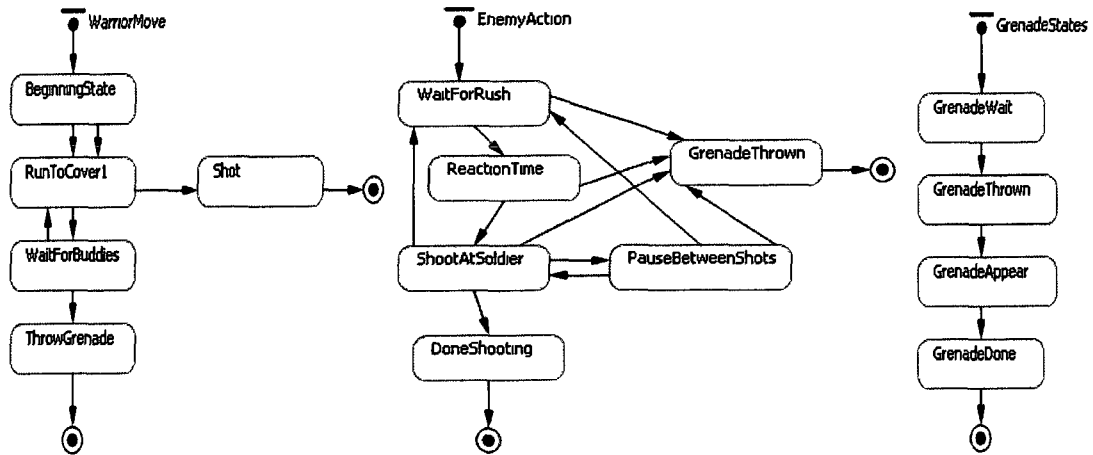 WarriorMove
BeginningState
RunToCover1
Shot
WaitForBuddies
ThrowGrenade
EnemyAction
WaitForRush
ReactionTime
GrenadeThrown
ShootAtSoldier
PauseBetweenShots
DoneShooting
GrenadeStates
GrenadeWait
GrenadeThrown
GrenadeAppear
GrenadeDone